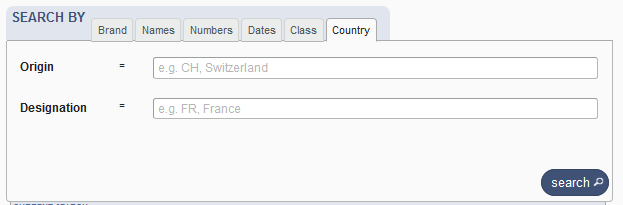 SEARCH BY
Brand Names Numbers Dates Class Country
Origin = e.g. CH, Switzerland
Designation = e.g. FR, France
search